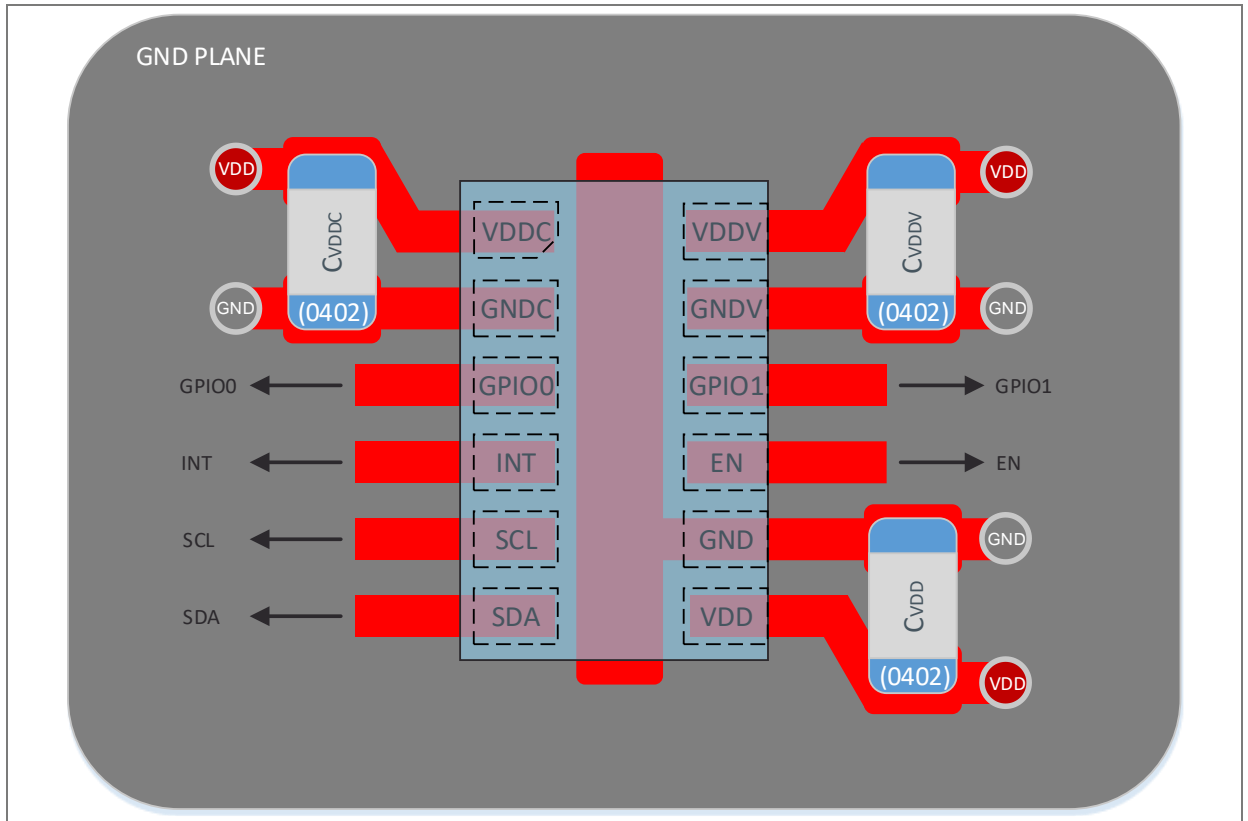 GND PLANE
VDD
VDD
VDDC
VDDV
CVDDC
CVDDV
GND
(0402)
GNDC
GNDV
(0402)
GND
GPIO0
GPIO0
GPIO1
GPIO1
INT
INT
EN
EN
SCL
SCL
GND
GND
SDA
SDA
VDD
CVDD
(0402)
VDD